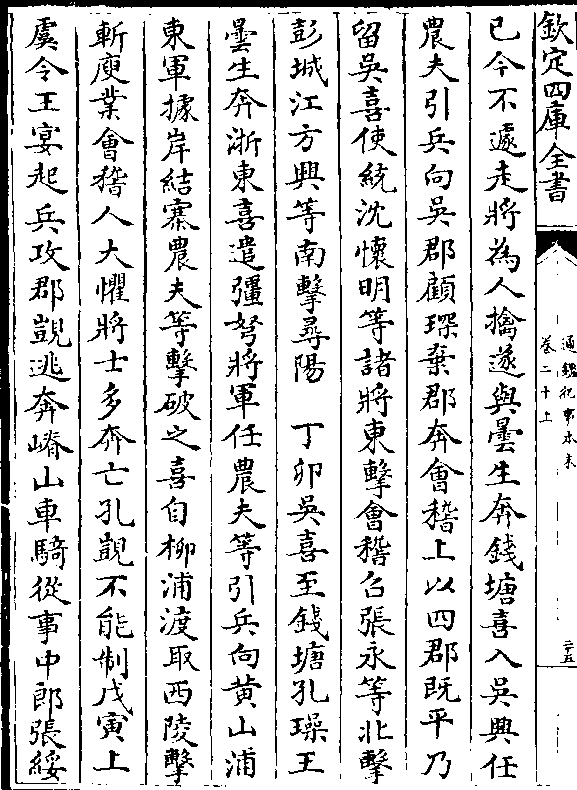 欽定四庫全書
通鑑紀事本末
卷二十上
二五
已今不遽走將為人擒遂與曇生奔錢塘喜入吳興任
農夫引兵向吳郡顧琛棄郡奔會稽上以四郡既平乃
留吳喜使統沈懷明等諸將東擊會稽召張永等北擊
彭城江方興等南擊尋陽　丁卯吳喜至錢塘孔璪王
曇生奔浙東喜遣彊弩將軍任農夫等引兵向黄山浦
東軍據岸結寨農夫等擊破之喜自柳浦渡取西陵擊
斬庾業會稽人大懼將士多奔亡孔覬不能制戊寅上
虞令王宴起兵攻郡覬逃奔嵴山車騎從事中郎張綏